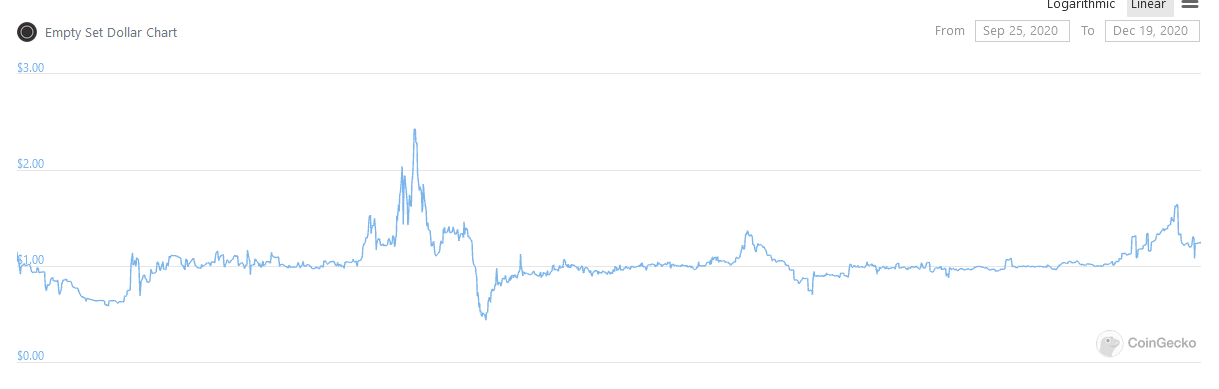 Logarithmic Linear
Empty Set Dollar Chart
From Sep 25, 2020 To Dec 19, 2020
$3.00
$2.00
$1.00
$0.00
CoinGecko